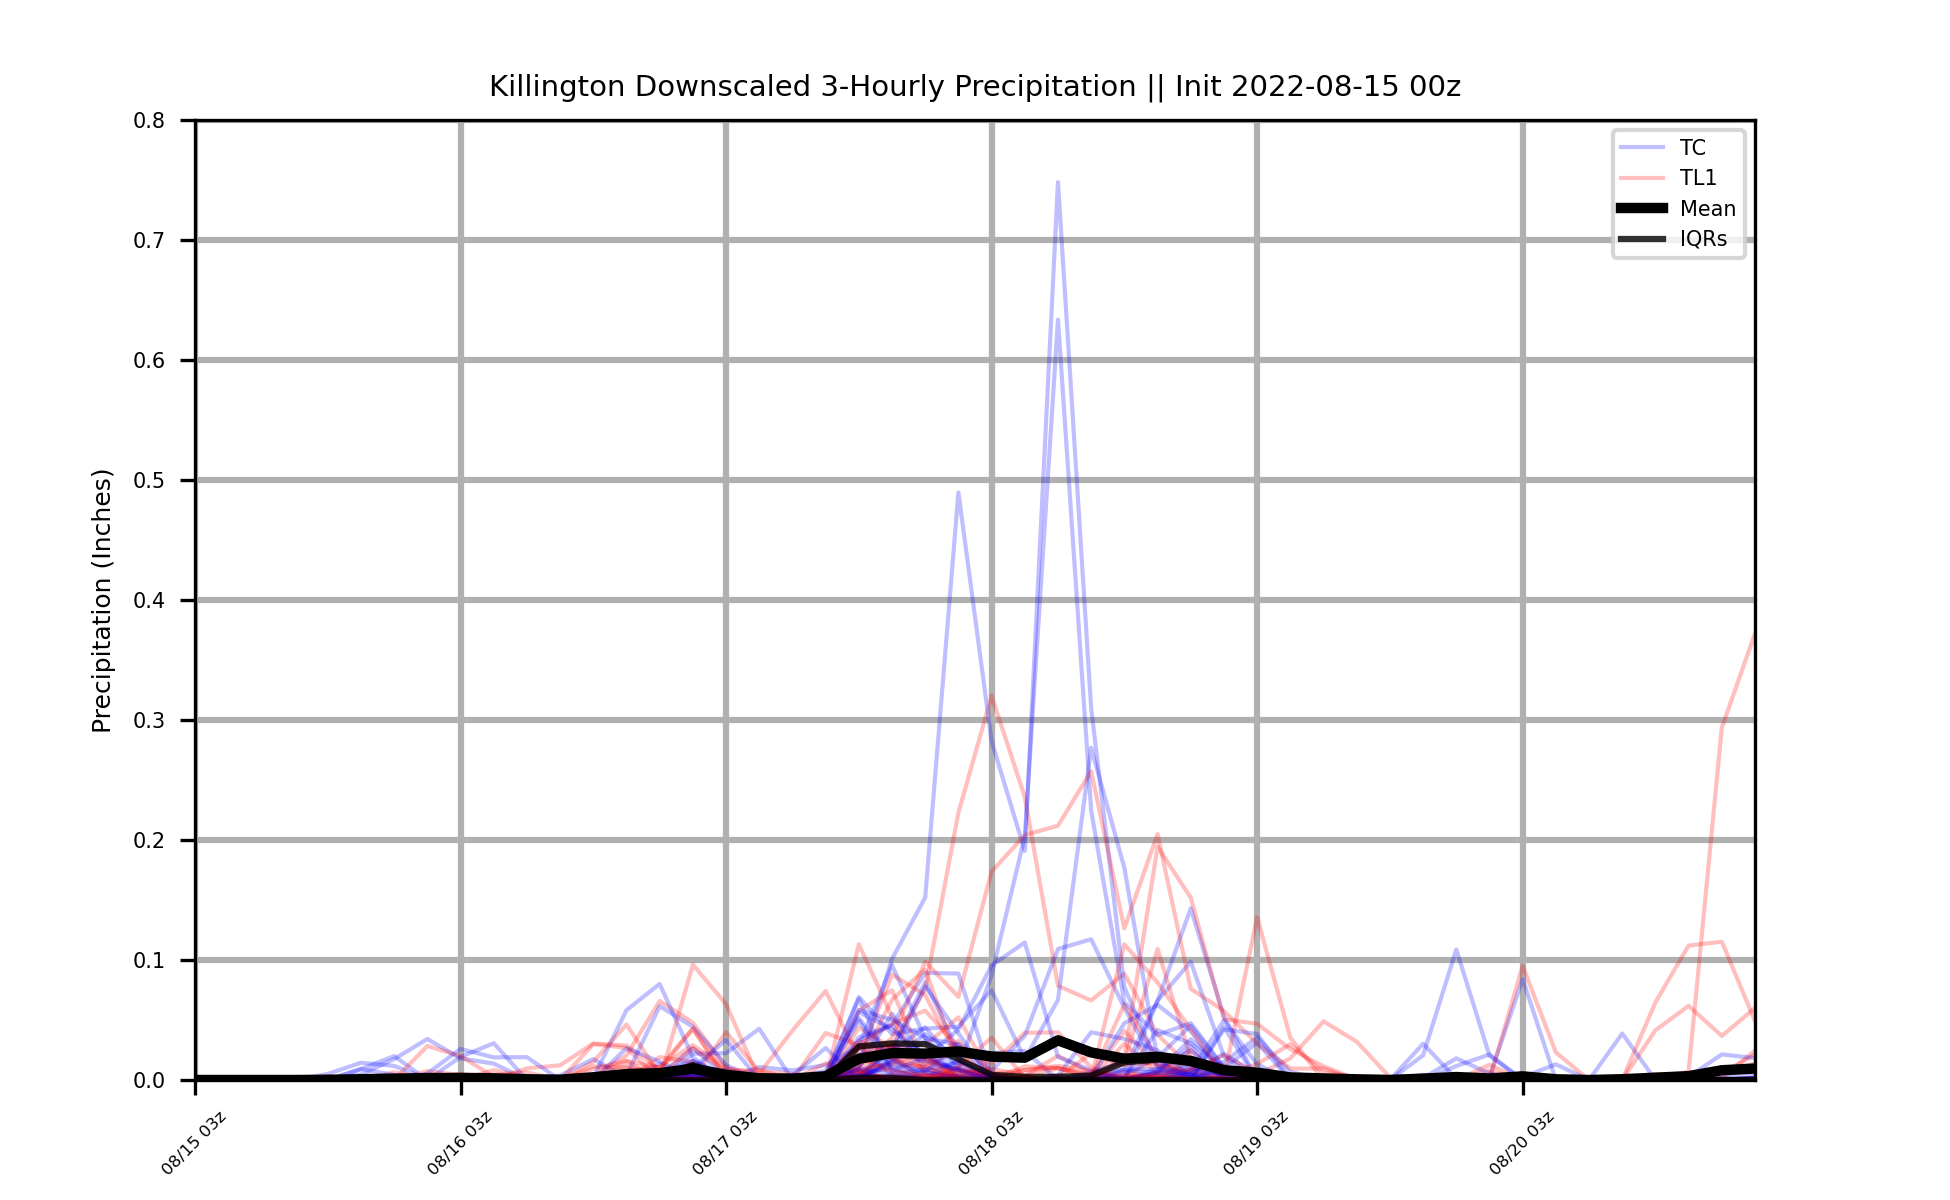 Killington Downscaled 3-Hourly Precipitation || Init 2022-08-15 00z
Precipitation (Inches)
0.8
0.7
0.6
0.5
0.4
0.3
0.2
0.1
0.0
TC
TL1
Mean
IQRs
08/15 03z
08/16 03z
08/17 03z
08/18 03z
08/19 03z
08/20 03z